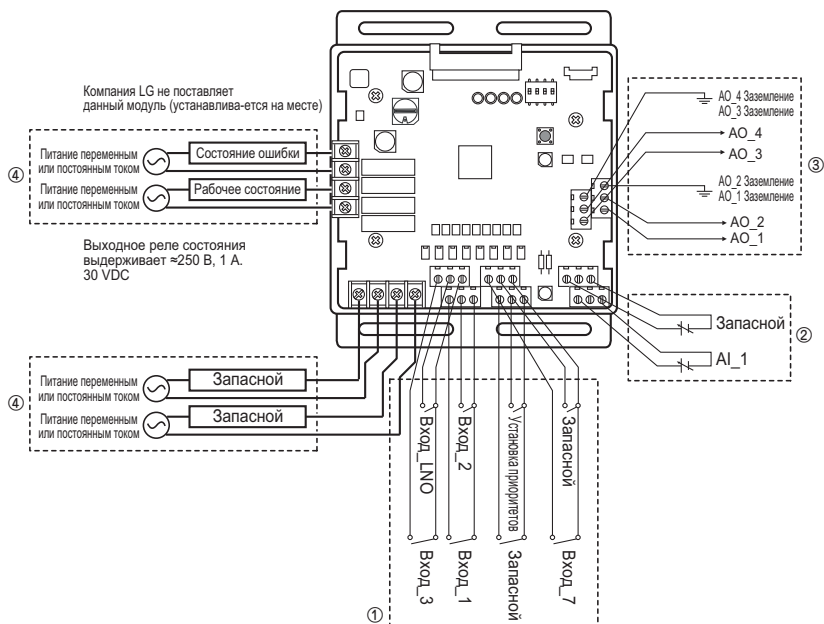 Компания LG не поставляет
данный модуль (устанавлива-ется на месте)
④
Питание переменным
или постоянным током
Состояние ошибки
Питание переменным
или постоянным током
Рабочее состояние
Выходное реле состояния
выдерживает ≈250 В, 1 А.
30 VDC
AO_4 Заземление
AO_3 Заземление
AO_4
AO_3
③
AO_2 Заземление
AO_1 Заземление
AO_2
AO_1
Запасной
②
AI_1
④
Питание переменным
или постоянным током
Запасной
Питание переменным
или постоянным током
Запасной
Вход_LNO
Вход_2
Установка приоритетов
Запасной
Вход_3
Вход_1
Запасной
Вход_7
①